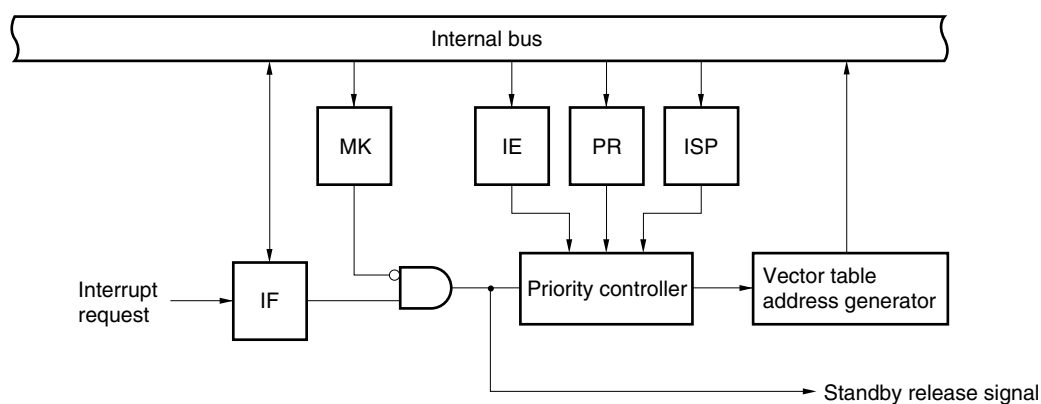 Internal bus
MK
IE
PR
ISP
Interrupt
request
IF
Priority controller
Vector table
address generator
Standby release signal